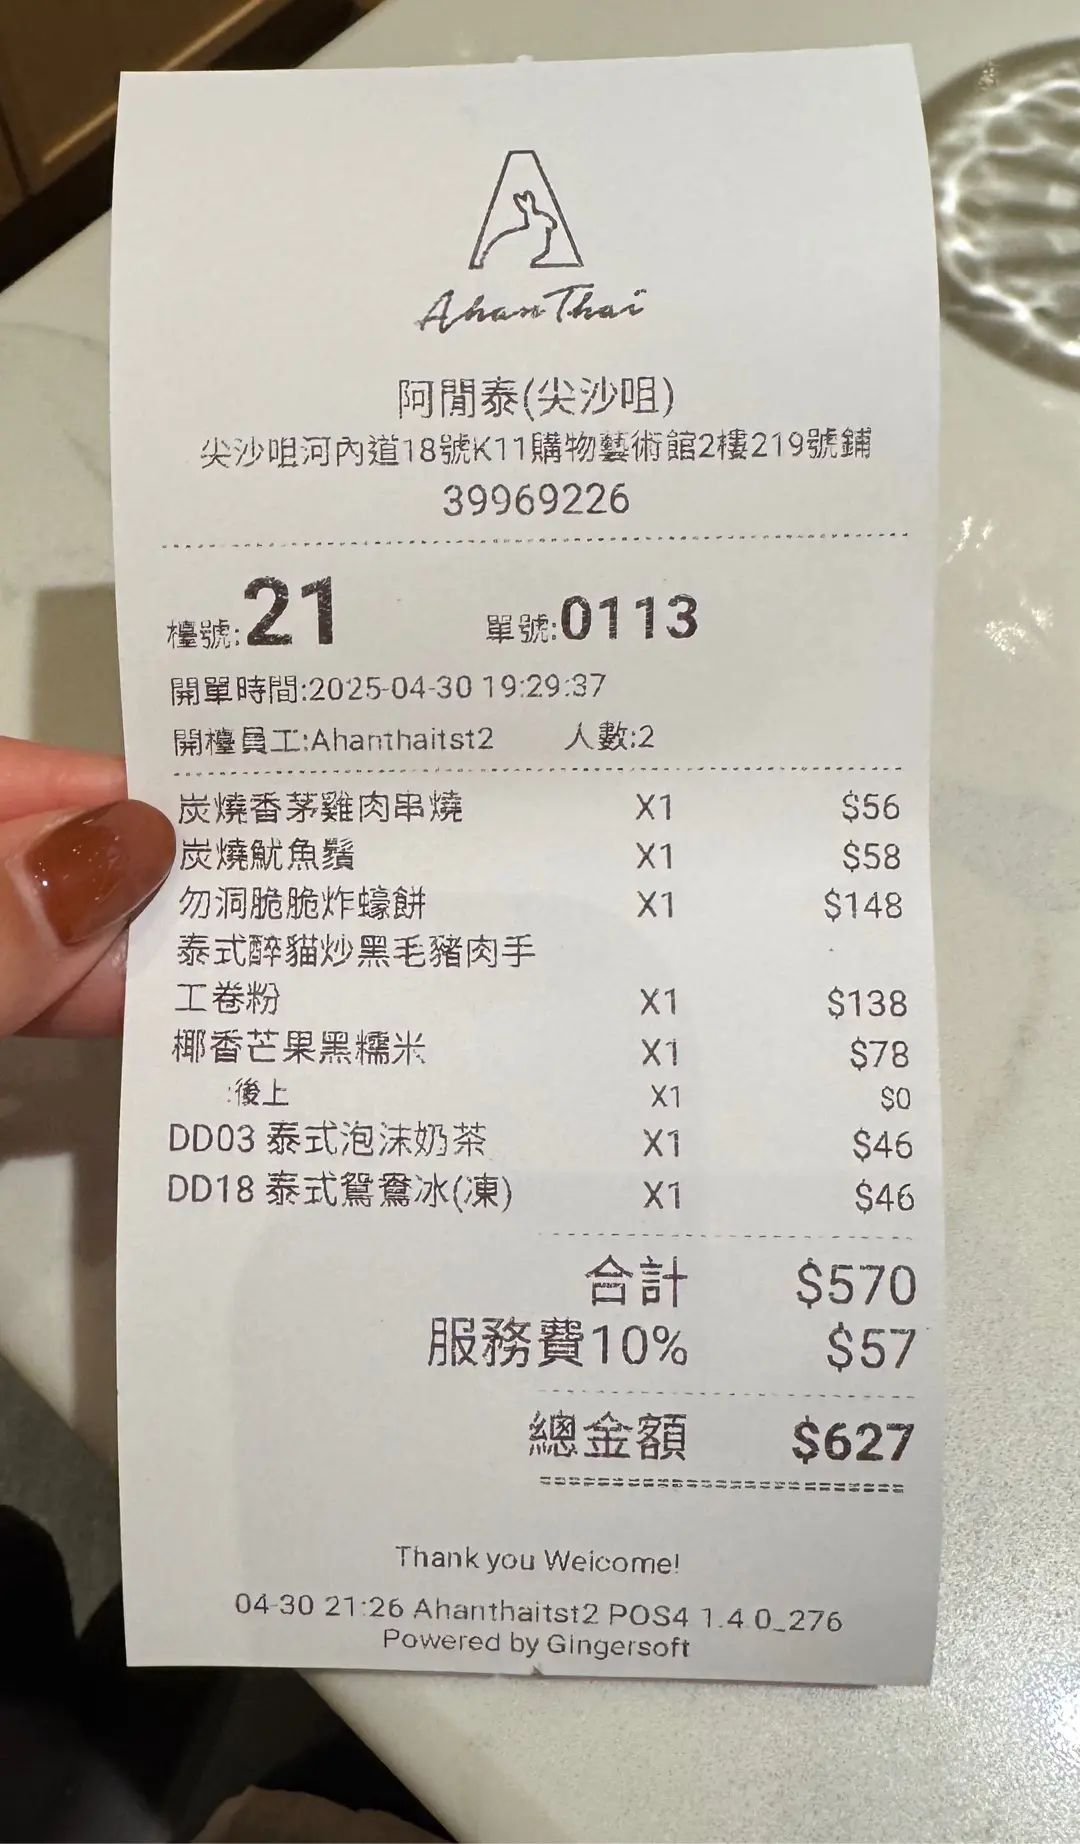 Ahan Thai
阿閒泰(尖沙咀)
尖沙咀河內道18號K11購物藝術館2樓219號鋪
39969226
檯號:21 單號:0113
開單時間:2025-04-30 19:29:37
開檯員工:Ahanthaitst2 人數:2
炭燒香茅雞肉串燒 X1 $56
炭燒魷魚鬚 X1 $58
勿洞脆脆炸蠔餅 X1 $148
泰式醉貓炒黑毛豬肉手
工卷粉 X1 $138
椰香芒果黑糯米 X1 $78
:後上 X1 $0
DD03 泰式泡沫奶茶 X1 $46
DD18 泰式鴛鴦冰(凍) X1 $46
合計 $570
服務費10% $57
總金額 $627
Thank you Welcome!
04-30 21:26 Ahanthaitst2 POS4 1.4.0_276
Powered by Gingersoft